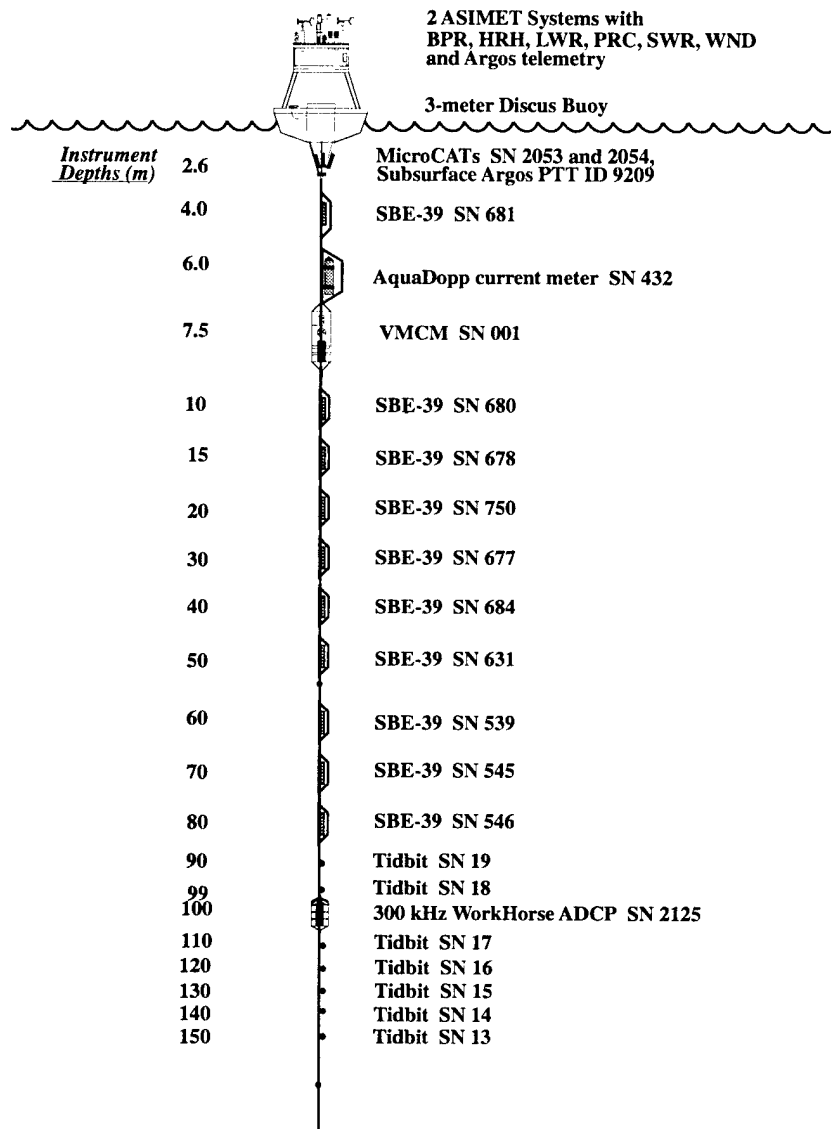 2 ASIMET Systems with
BPR, HRH, LWR, PRC, SWR, WND
and Argos telemetry
3-meter Discus Buoy
Instrument
Depths (m)
2.6 MicroCATs SN 2053 and 2054,
Subsurface Argos PTT ID 9209
4.0 SBE-39 SN 681
6.0 AquaDopp current meter SN 432
7.5 VMCM SN 001
10 SBE-39 SN 680
15 SBE-39 SN 678
20 SBE-39 SN 750
30 SBE-39 SN 677
40 SBE-39 SN 684
50 SBE-39 SN 631
60 SBE-39 SN 539
70 SBE-39 SN 545
80 SBE-39 SN 546
90 Tidbit SN 19
99 Tidbit SN 18
100 300 kHz WorkHorse ADCP SN 2125
110 Tidbit SN 17
120 Tidbit SN 16
130 Tidbit SN 15
140 Tidbit SN 14
150 Tidbit SN 13